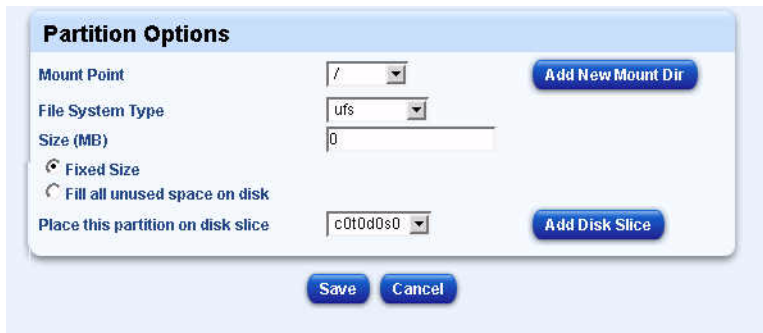 Partition Options
Mount Point / Add New Mount Dir
File System Type ufs
Size (MB) 0
Fixed Size
Fill all unused space on disk
Place this partition on disk slice c0t0d0s0 Add Disk Slice
Save Cancel